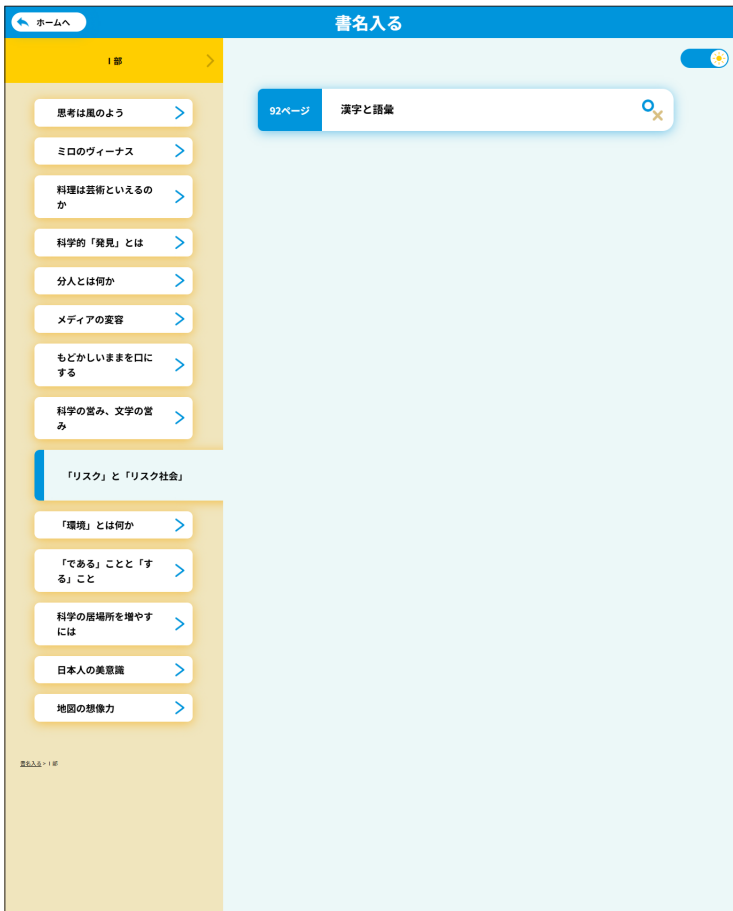 ホームへ
書名入る
I 部
思考は風のよう
ミロのヴィーナス
料理は芸術といえるの
か
科学的「発見」とは
分人とは何か
メディアの変容
もどかしいままを口に
する
科学の営み、文学の営
み
「リスク」と「リスク社会」
「環境」とは何か
「である」ことと「す
る」こと
科学の居場所を増やす
には
日本人の美意識
地図の想像力
書名入る > I 部
92ページ
漢字と語彙